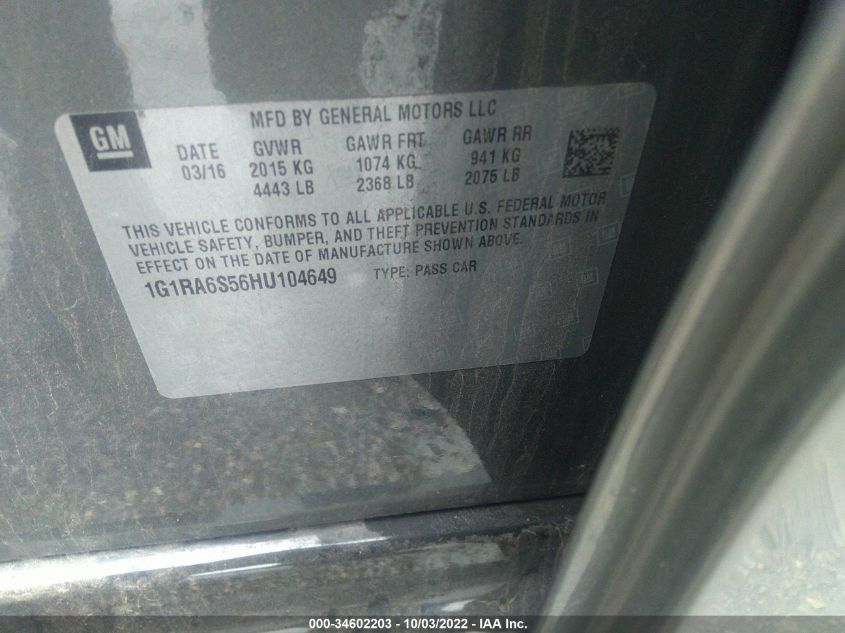 MFD BY GENERAL MOTORS LLC
GM
DATE GVWR GAWR FRT GAWR RR
03/16 2015 KG 1074 KG 941 KG
4443 LB 2368 LB 2075 LB
THIS VEHICLE CONFORMS TO ALL APPLICABLE U.S. FEDERAL MOTOR
VEHICLE SAFETY, BUMPER, AND THEFT PREVENTION STANDARDS IN
EFFECT ON THE DATE OF MANUFACTURE SHOWN ABOVE.
1G1RA6S56HU104649 TYPE: PASS CAR
000-34602203 - 10/03/2022 - IAA Inc.